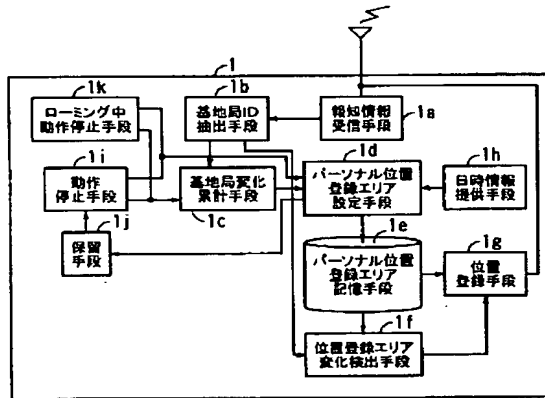 1
1k
ローミング中
動作停止手段
1b
基地局ID
抽出手段
報知情報
受信手段
1a
1i
動作
停止手段
基地局変化
累計手段
1c
1d
パーソナル位置
登録エリア
設定手段
1h
日時情報
提供手段
1j
保留
手段
1e
パーソナル位置
登録エリア
記憶手段
1g
位置
登録手段
1f
位置登録エリア
変化検出手段